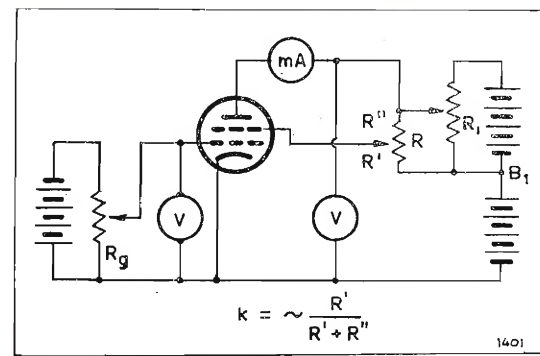 mA
R"
R
R₁
R'
B₁
V
V
Rg
k = ~ R' / R' + R"
1401